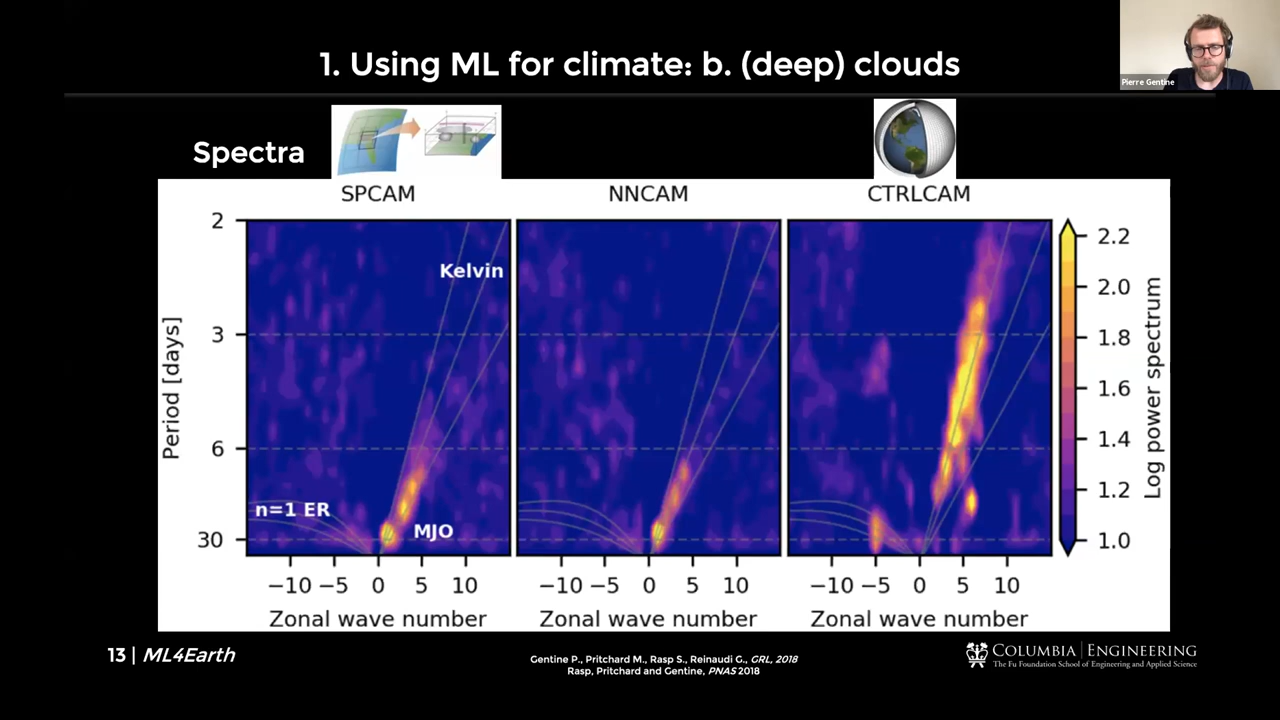 1. Using ML for climate: b. (deep) clouds
Pierre Gentine
Spectra
SPCAM
NNCAM
CTRLCAM
2
3
6
30
Period [days]
Kelvin
n=1 ER
MJO
−10 −5 0 5 10
−10 −5 0 5 10
−10 −5 0 5 10
Zonal wave number
Zonal wave number
Zonal wave number
2.2
2.0
1.8
1.6
1.4
1.2
1.0
Log power spectrum
13 | ML4Earth
Gentine P., Pritchard M., Rasp S., Reinaudi G., GRL, 2018
Rasp, Pritchard and Gentine, PNAS 2018
COLUMBIA | ENGINEERING
The Fu Foundation School of Engineering and Applied Science